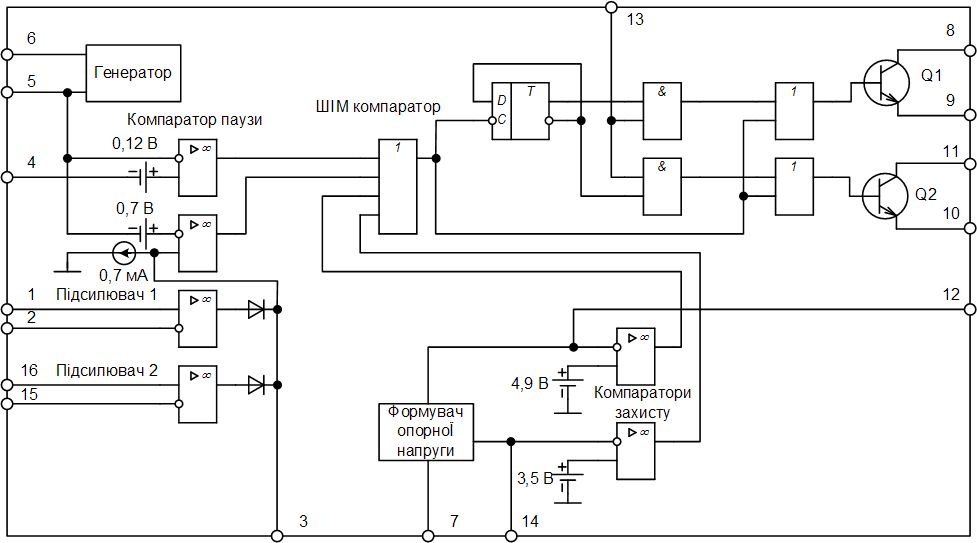 13
6
8
Генератор
Q1
5
D
T
&
1
ШІМ компаратор
C
9
Компаратор паузи
0,12 В
∞
1
11
4
&
1
Q2
0,7 В
∞
10
0,7 мА
1
Підсилювач 1
∞
12
2
∞
16
Підсилювач 2
∞
4,9 В
15
Компаратори
захисту
Формувач
опорної
напруги
∞
3,5 В
3
7
14